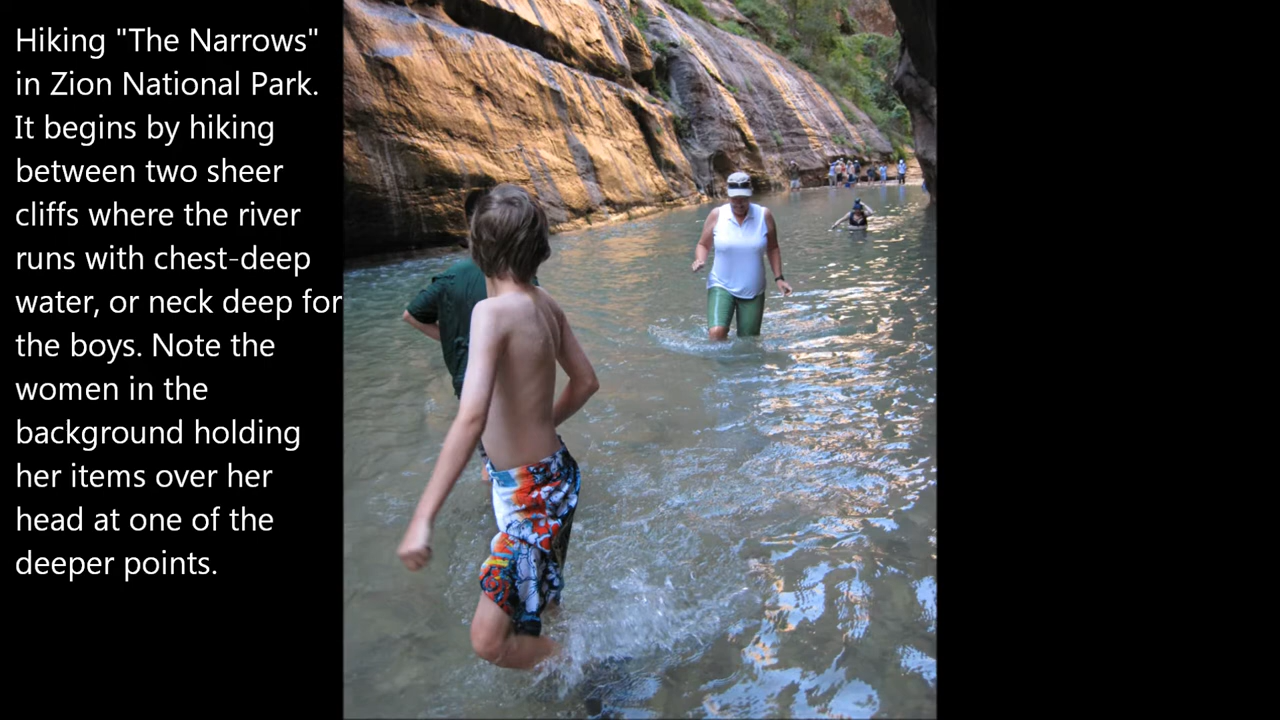 Hiking "The Narrows"
in Zion National Park.
It begins by hiking
between two sheer
cliffs where the river
runs with chest-deep
water, or neck deep for
the boys. Note the
women in the
background holding
her items over her
head at one of the
deeper points.